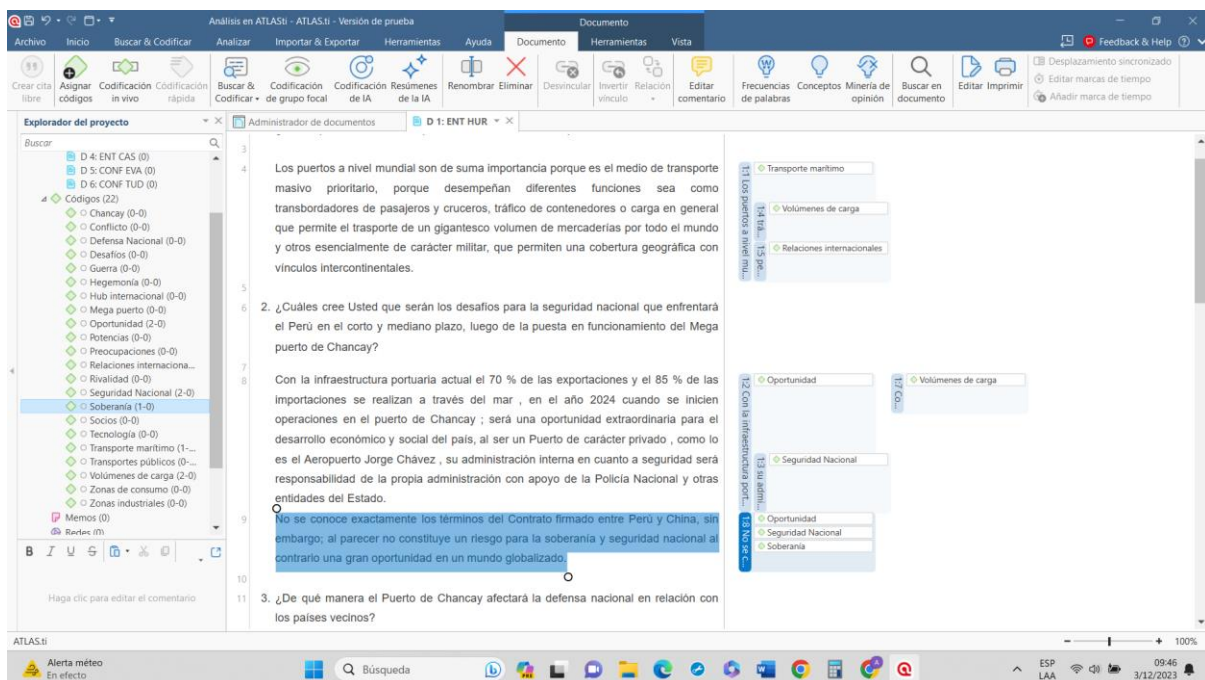 Análisis en ATLASti - ATLAS.ti - Versión de prueba
Documento
Archivo Inicio Buscar & Codificar Analizar Importar & Exportar Herramientas Ayuda Documento Herramientas Vista
Feedback & Help
Crear cita libre
Asignar códigos
Codificación in vivo
Codificación rápida
Buscar & Codificar
Codificación de grupo focal
Codificación de IA
Resúmenes de la IA
Renombrar
Eliminar
Desvincular
Invertir vínculo
Relación
Editar comentario
Frecuencias de palabras
Conceptos
Minería de opinión
Buscar en documento
Editar
Imprimir
Desplazamiento sincronizado
Editar marcas de tiempo
Añadir marca de tiempo
Explorador del proyecto
Administrador de documentos
D 1: ENT HUR
Buscar
D 4: ENT CAS (0)
D 5: CONF EVA (0)
D 6: CONF TUD (0)
Códigos (22)
Chancay (0-0)
Conflicto (0-0)
Defensa Nacional (0-0)
Desafíos (0-0)
Guerra (0-0)
Hegemonía (0-0)
Hub internacional (0-0)
Mega puerto (0-0)
Oportunidad (2-0)
Potencias (0-0)
Preocupaciones (0-0)
Relaciones internaciona...
Rivalidad (0-0)
Seguridad Nacional (2-0)
Soberanía (1-0)
Socios (0-0)
Tecnología (0-0)
Transporte marítimo (1-...
Transportes públicos (0-...
Volúmenes de carga (2-0)
Zonas de consumo (0-0)
Zonas industriales (0-0)
Memos (0)
Redes (0)
B I U S
Haga clic para editar el comentario
3
4
Los puertos a nivel mundial son de suma importancia porque es el medio de transporte
masivo prioritario, porque desempeñan diferentes funciones sea como
transbordadores de pasajeros y cruceros, tráfico de contenedores o carga en general
que permite el trasporte de un gigantesco volumen de mercaderías por todo el mundo
y otros esencialmente de carácter militar, que permiten una cobertura geográfica con
vínculos intercontinentales.
5
6
2. ¿Cuáles cree Usted que serán los desafíos para la seguridad nacional que enfrentará
el Perú en el corto y mediano plazo, luego de la puesta en funcionamiento del Mega
puerto de Chancay?
7
8
Con la infraestructura portuaria actual el 70 % de las exportaciones y el 85 % de las
importaciones se realizan a través del mar , en el año 2024 cuando se inicien
operaciones en el puerto de Chancay ; será una oportunidad extraordinaria para el
desarrollo económico y social del país, al ser un Puerto de carácter privado , como lo
es el Aeropuerto Jorge Chávez , su administración interna en cuanto a seguridad será
responsabilidad de la propia administración con apoyo de la Policía Nacional y otras
entidades del Estado.
9
No se conoce exactamente los términos del Contrato firmado entre Perú y China, sin
embargo; al parecer no constituye un riesgo para la soberanía y seguridad nacional al
contrario una gran oportunidad en un mundo globalizado.
10
11
3. ¿De qué manera el Puerto de Chancay afectará la defensa nacional en relación con
los países vecinos?
1:1 Los puertos a nivel mu...
Transporte marítimo
1:4 trá...
Volúmenes de carga
1:5 pe...
Relaciones internacionales
1:2 Con la infraestructura port...
Oportunidad
1:7 Co...
Volúmenes de carga
1:3 su admi...
Seguridad Nacional
1:8 No se c...
Oportunidad
Seguridad Nacional
Soberanía
ATLAS.ti
100%
Alerta méteo
En efecto
Búsqueda
ESP
LAA
09:46
3/12/2023